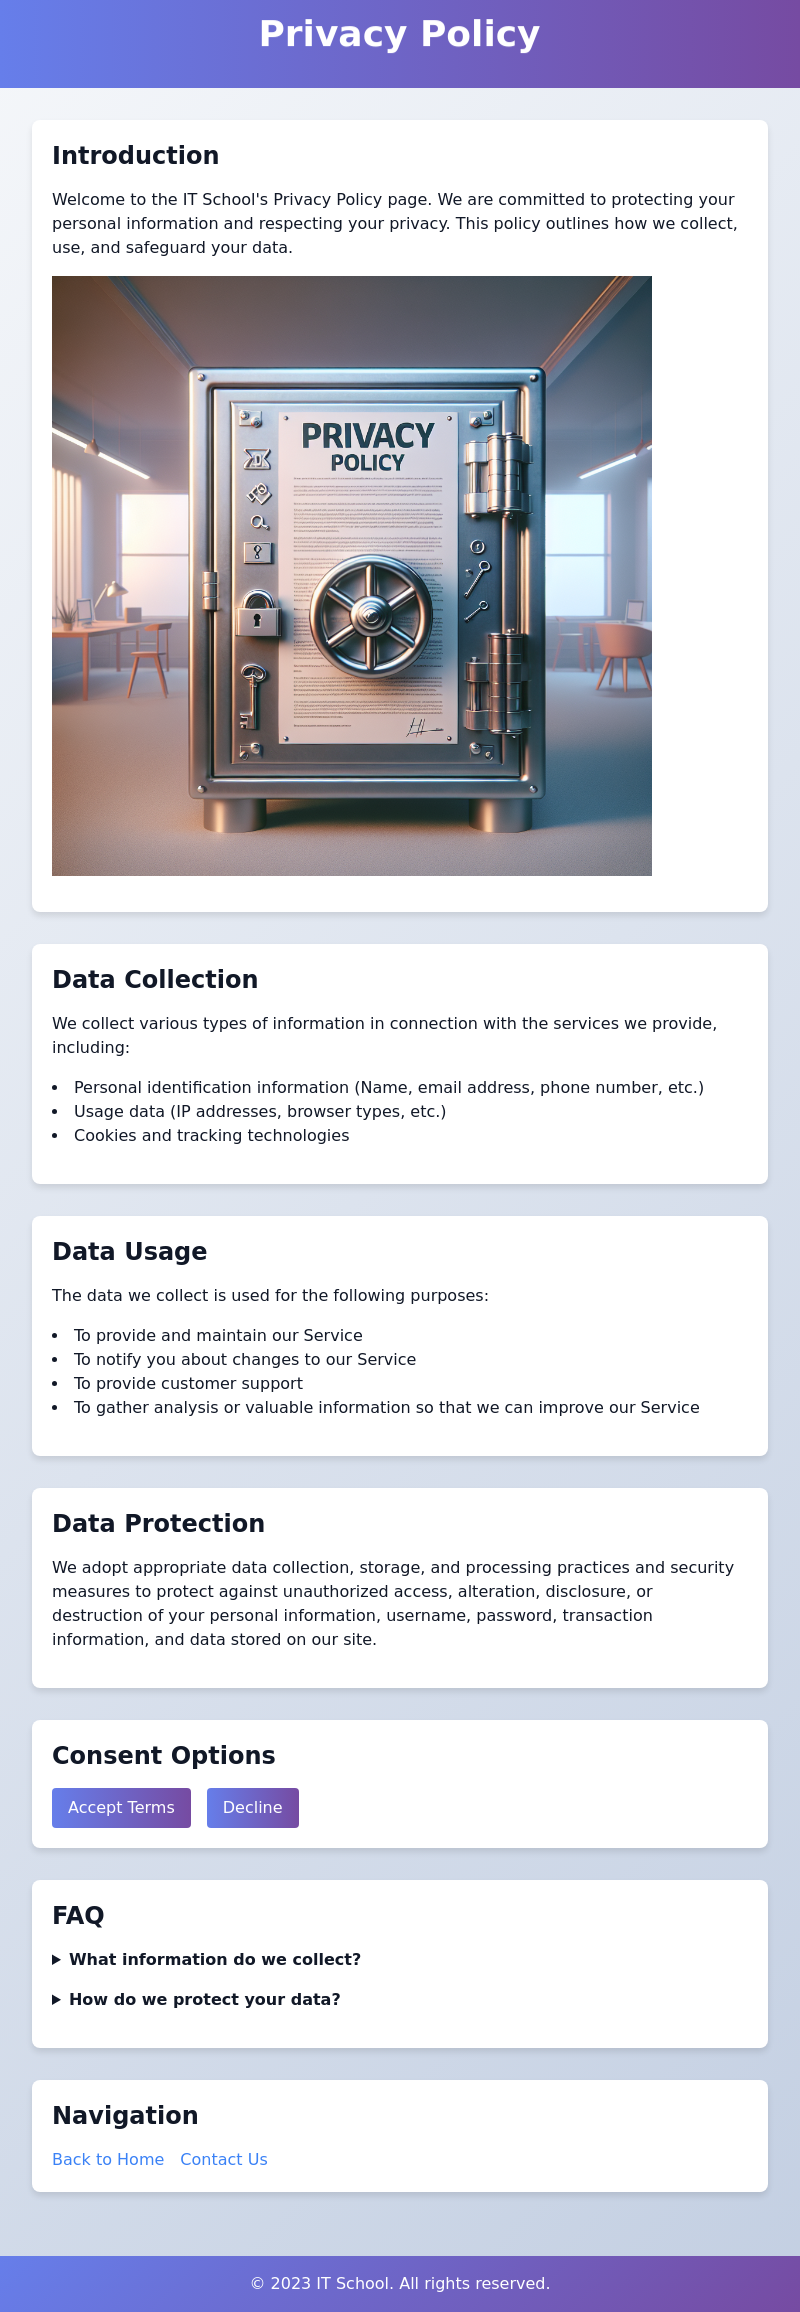 Privacy Policy
Introduction
Welcome to the IT School's Privacy Policy page. We are committed to protecting your
personal information and respecting your privacy. This policy outlines how we collect,
use, and safeguard your data.
PRIVACY
POLICY
Data Collection
We collect various types of information in connection with the services we provide,
including:
• Personal identification information (Name, email address, phone number, etc.)
• Usage data (IP addresses, browser types, etc.)
• Cookies and tracking technologies
Data Usage
The data we collect is used for the following purposes:
• To provide and maintain our Service
• To notify you about changes to our Service
• To provide customer support
• To gather analysis or valuable information so that we can improve our Service
Data Protection
We adopt appropriate data collection, storage, and processing practices and security
measures to protect against unauthorized access, alteration, disclosure, or
destruction of your personal information, username, password, transaction
information, and data stored on our site.
Consent Options
Accept Terms Decline
FAQ
What information do we collect?
How do we protect your data?
Navigation
Back to Home Contact Us
© 2023 IT School. All rights reserved.